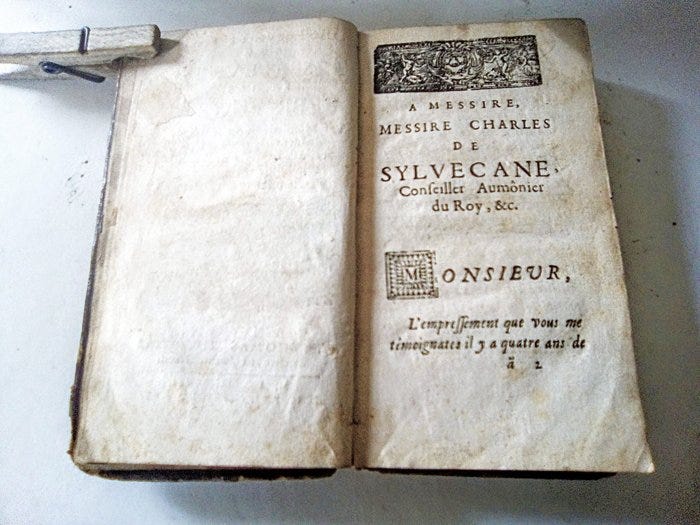 A MESSIRE,
MESSIRE CHARLES
DE
SYLVECANE,
Conseiller Aumônier
du Roy, &c.
MONSIEVR,
L'empreſſement que vous me
témoignates il y a quatre ans de
ã 2